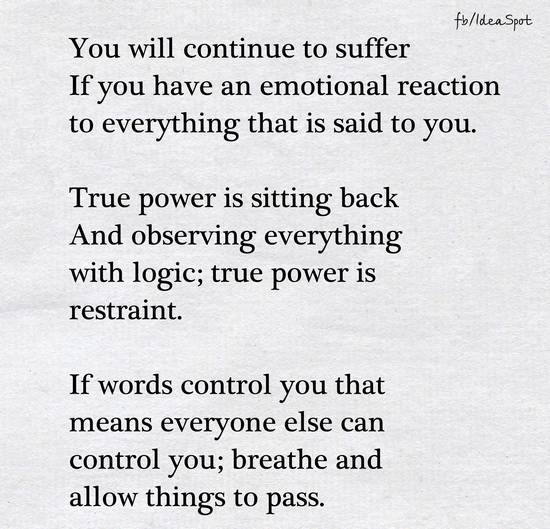 fb/IdeaSpot
You will continue to suffer
If you have an emotional reaction
to everything that is said to you.
True power is sitting back
And observing everything
with logic; true power is
restraint.
If words control you that
means everyone else can
control you; breathe and
allow things to pass.